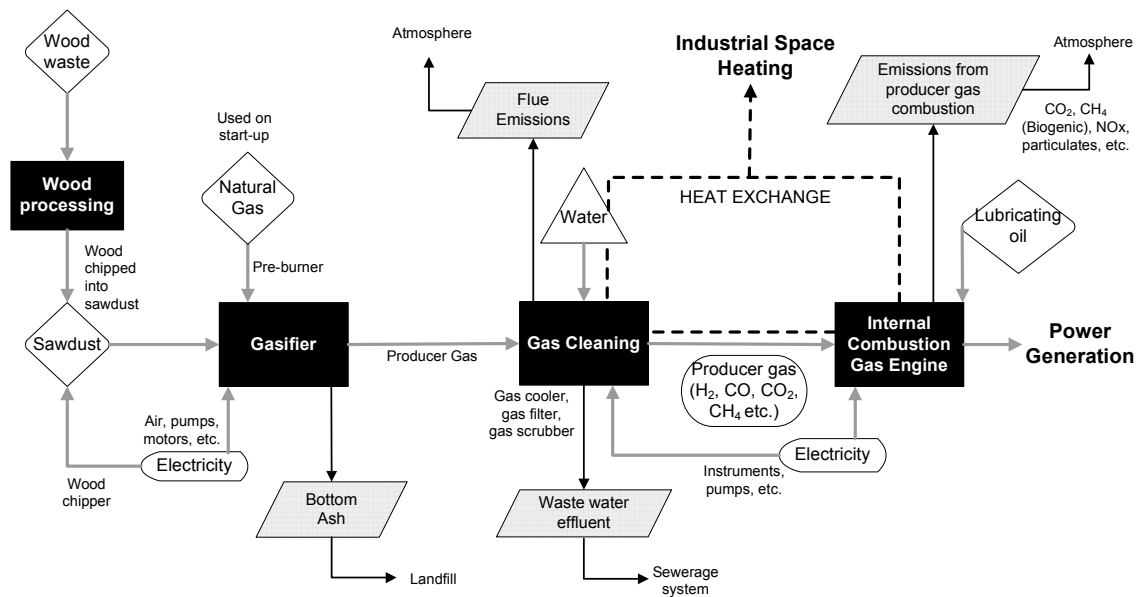 Wood
waste
Wood
processing
Wood
chipped
into
sawdust
Sawdust
Used on
start-up
Natural
Gas
Pre-burner
Gasifier
Air, pumps,
motors, etc.
Electricity
Wood
chipper
Bottom
Ash
Landfill
Producer Gas
Atmosphere
Flue
Emissions
Water
Gas Cleaning
Gas cooler,
gas filter,
gas scrubber
Waste water
effluent
Sewerage
system
Industrial Space
Heating
HEAT EXCHANGE
Producer gas
(H₂, CO, CO₂,
CH₄ etc.)
Instruments,
pumps, etc.
Electricity
Emissions from
producer gas
combustion
Atmosphere
CO₂, CH₄
(Biogenic), NOx,
particulates, etc.
Lubricating
oil
Internal
Combustion
Gas Engine
Power
Generation